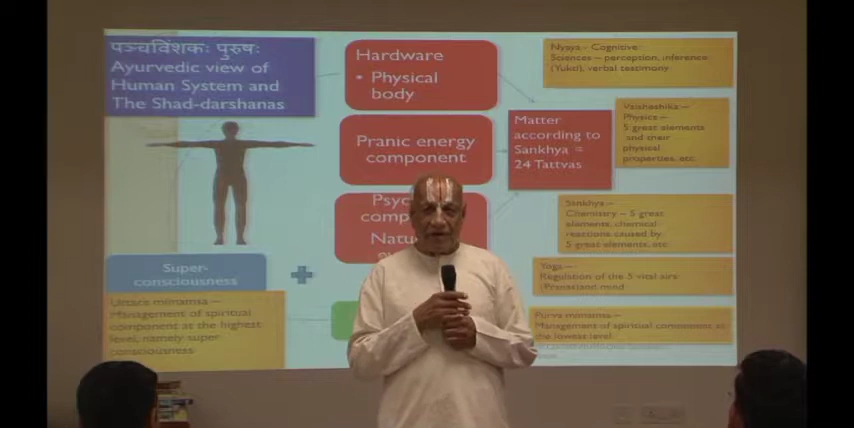 पञ्चविंशकः पुरुषः
Ayurvedic view of
Human System and
The Shad-darshanas
Hardware
• Physical
body
Pranic energy
component
Matter
according to
Sankhya =
24 Tattvas
Nyaya – Cognitive
Sciences – perception, inference
(Yukti), verbal testimony
Vaishashika –
Physics –
5 great elements
and their
physical
properties, etc
Sankhya –
Chemistry – 5 great
elements, chemical
reactions caused by
5 great elements, etc
Yoga –
Regulation of the 5 vital airs
(Pranas)and mind
Purva mimamsa –
Management of spiritual component at
the lowest level
Super-
consciousness
Uttara mimamsa –
Management of spiritual
component at the highest
level, namely super
consciousness